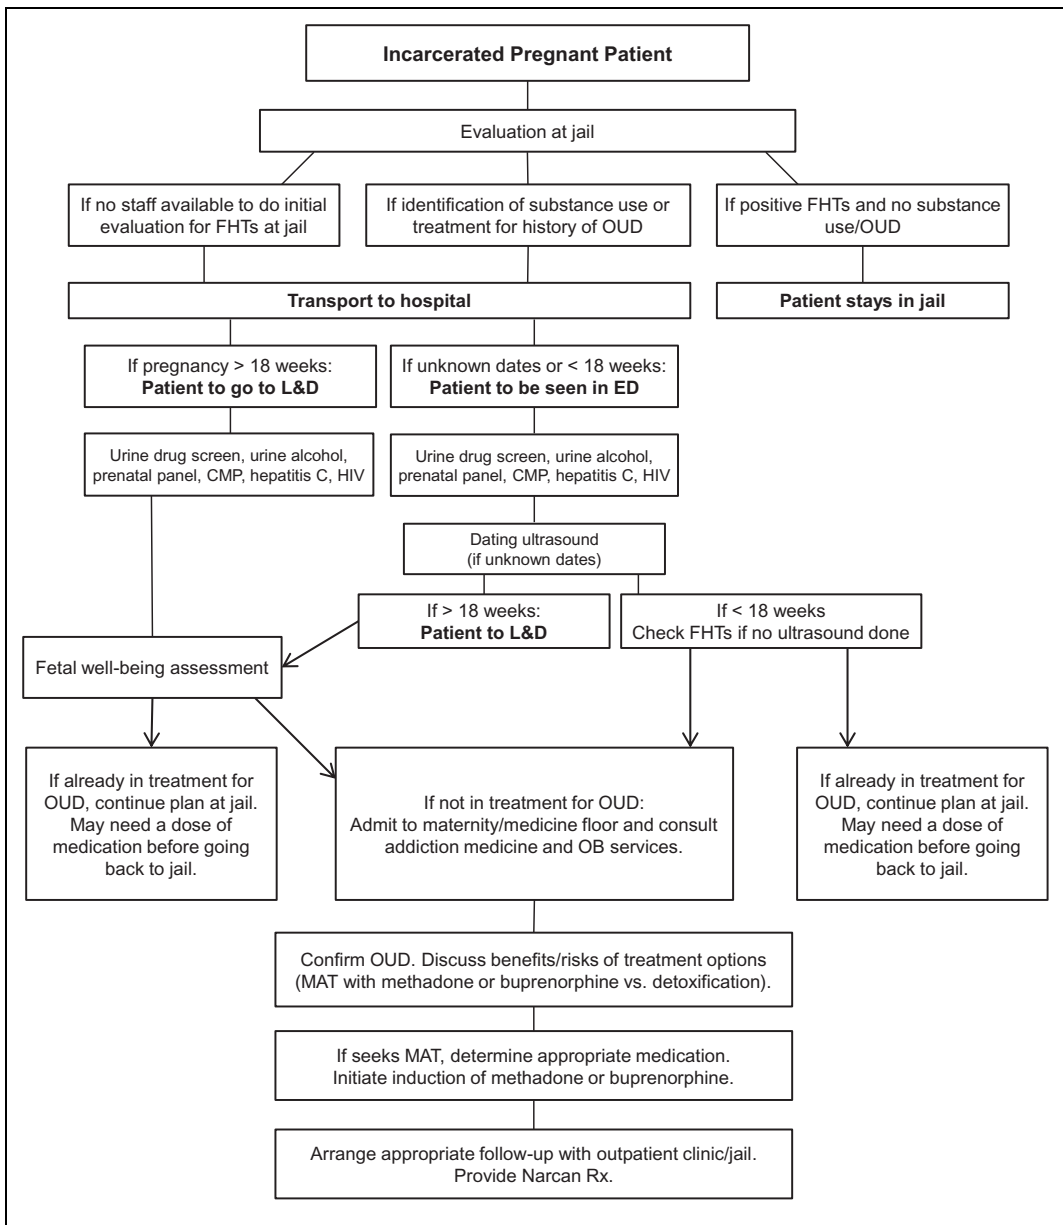 Incarcerated Pregnant Patient
Evaluation at jail
If no staff available to do initial
evaluation for FHTs at jail
If identification of substance use or
treatment for history of OUD
If positive FHTs and no substance
use/OUD
Transport to hospital
Patient stays in jail
If pregnancy > 18 weeks:
Patient to go to L&D
If unknown dates or < 18 weeks:
Patient to be seen in ED
Urine drug screen, urine alcohol,
prenatal panel, CMP, hepatitis C, HIV
Urine drug screen, urine alcohol,
prenatal panel, CMP, hepatitis C, HIV
Dating ultrasound
(if unknown dates)
If > 18 weeks:
Patient to L&D
If < 18 weeks
Check FHTs if no ultrasound done
Fetal well-being assessment
If already in treatment for
OUD, continue plan at jail.
May need a dose of
medication before going
back to jail.
If not in treatment for OUD:
Admit to maternity/medicine floor and consult
addiction medicine and OB services.
If already in treatment for
OUD, continue plan at jail.
May need a dose of
medication before going
back to jail.
Confirm OUD. Discuss benefits/risks of treatment options
(MAT with methadone or buprenorphine vs. detoxification).
If seeks MAT, determine appropriate medication.
Initiate induction of methadone or buprenorphine.
Arrange appropriate follow-up with outpatient clinic/jail.
Provide Narcan Rx.